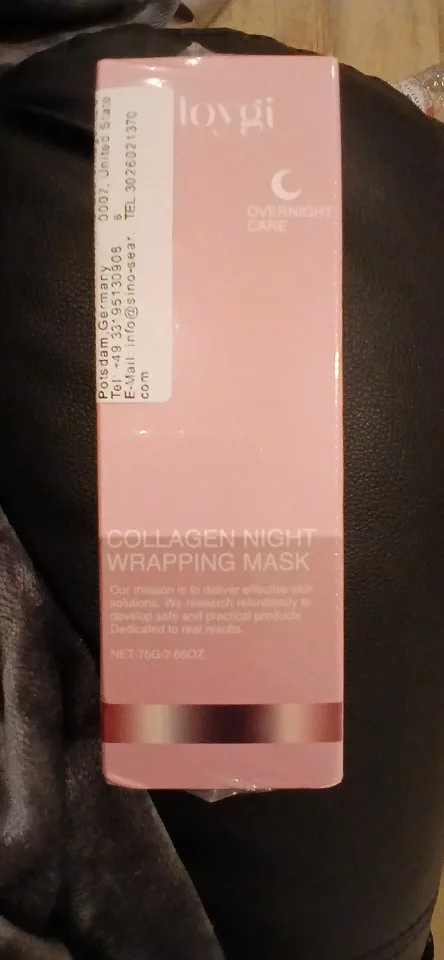 loygi
OVERNIGHT
CARE
0007, United State
s
TEL 3026021370
Potsdam,Germany
Tel: +49 33195130908
E-Mail: info@sino-sear.
com
COLLAGEN NIGHT
WRAPPING MASK
Our mission is to deliver effective skin
solutions. We research relentlessly to
develop safe and practical products.
Dedicated to real results.
NET 75G/2.65OZ